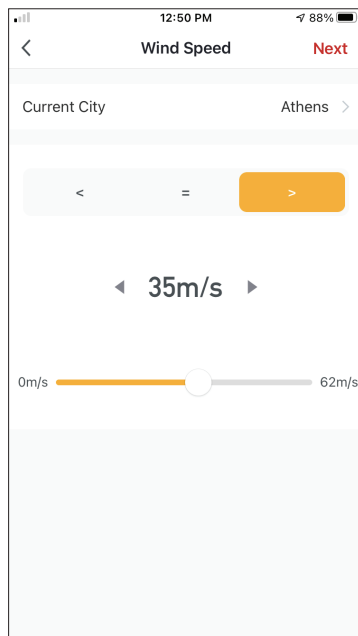 12:50 PM 88%
Wind Speed Next
Current City Athens >
< = >
35m/s
0m/s 62m/s